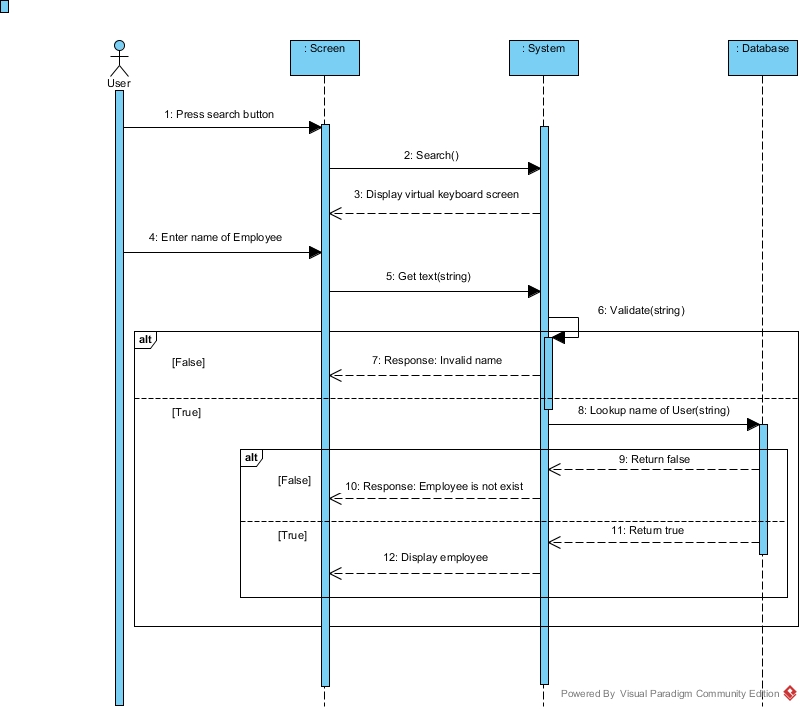 : Screen
: System
: Database
User
1: Press search button
2: Search()
3: Display virtual keyboard screen
4: Enter name of Employee
5: Get text(string)
6: Validate(string)
alt
[False]
7: Response: Invalid name
[True]
8: Lookup name of User(string)
alt
9: Return false
[False]
10: Response: Employee is not exist
[True]
11: Return true
12: Display employee
Powered By Visual Paradigm Community Edition